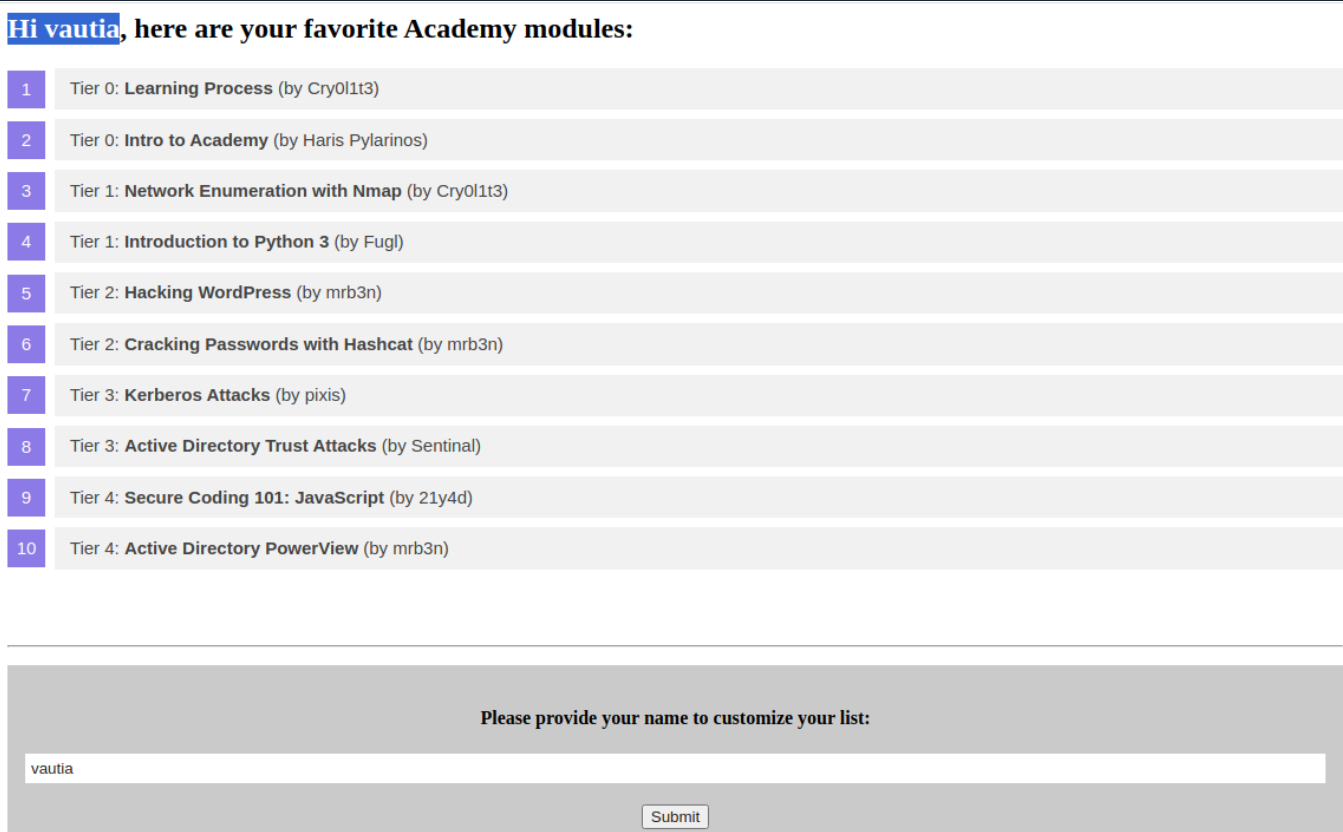 Hi vautia, here are your favorite Academy modules:
1 Tier 0: Learning Process (by Cry0l1t3)
2 Tier 0: Intro to Academy (by Haris Pylarinos)
3 Tier 1: Network Enumeration with Nmap (by Cry0l1t3)
4 Tier 1: Introduction to Python 3 (by Fugl)
5 Tier 2: Hacking WordPress (by mrb3n)
6 Tier 2: Cracking Passwords with Hashcat (by mrb3n)
7 Tier 3: Kerberos Attacks (by pixis)
8 Tier 3: Active Directory Trust Attacks (by Sentinal)
9 Tier 4: Secure Coding 101: JavaScript (by 21y4d)
10 Tier 4: Active Directory PowerView (by mrb3n)
Please provide your name to customize your list:
vautia
Submit